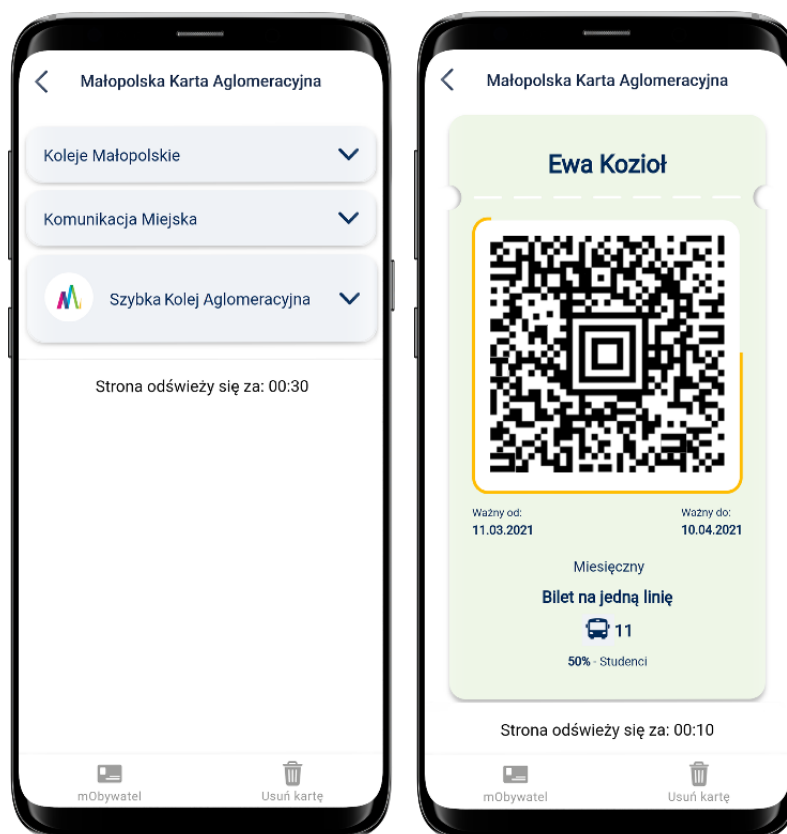 Małopolska Karta Aglomeracyjna
Koleje Małopolskie
Komunikacja Miejska
Szybka Kolej Aglomeracyjna
Strona odświeży się za: 00:30
mObywatel
Usuń kartę
Małopolska Karta Aglomeracyjna
Ewa Kozioł
Ważny od:
11.03.2021
Ważny do:
10.04.2021
Miesięczny
Bilet na jedną linię
11
50% - Studenci
Strona odświeży się za: 00:10
mObywatel
Usuń kartę